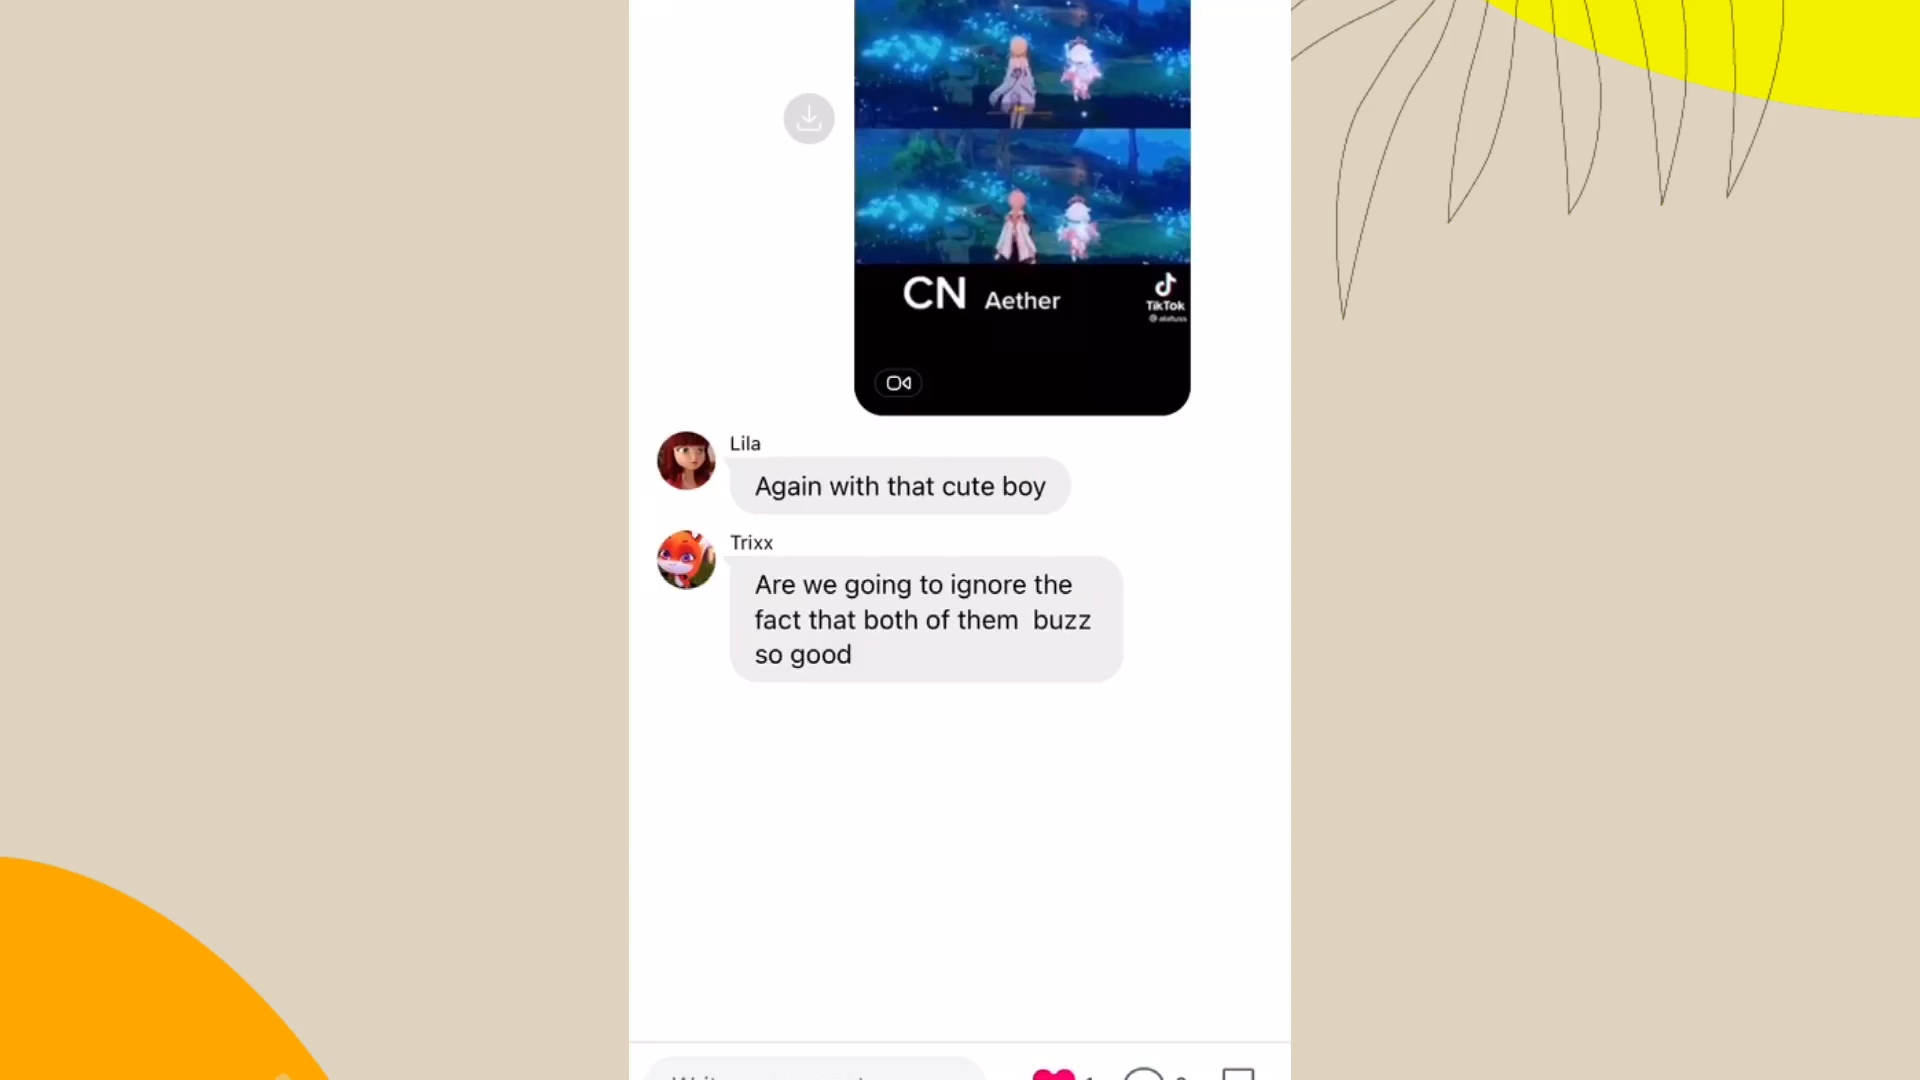 CN Aether
TikTok
Lila
Again with that cute boy
Trixx
Are we going to ignore the
fact that both of them  buzz
so good